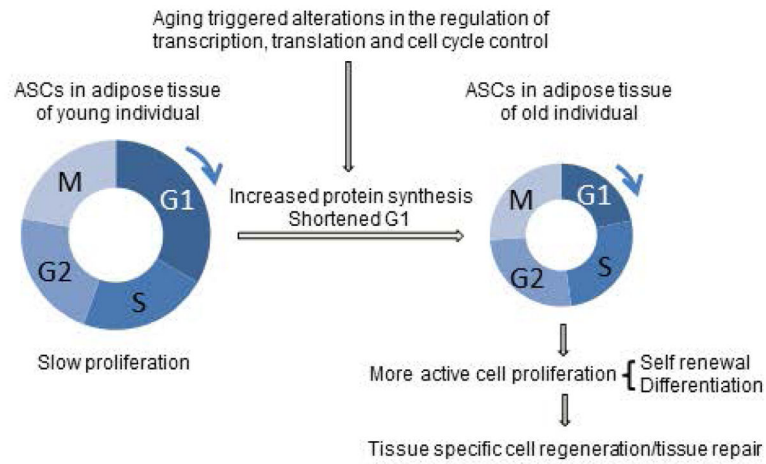 Aging triggered alterations in the regulation of
transcription, translation and cell cycle control
ASCs in adipose tissue
of young individual
ASCs in adipose tissue
of old individual
M
G1
G2
S
Increased protein synthesis
Shortened G1
M
G1
G2
S
Slow proliferation
More active cell proliferation { Self renewal
Differentiation
Tissue specific cell regeneration/tissue repair